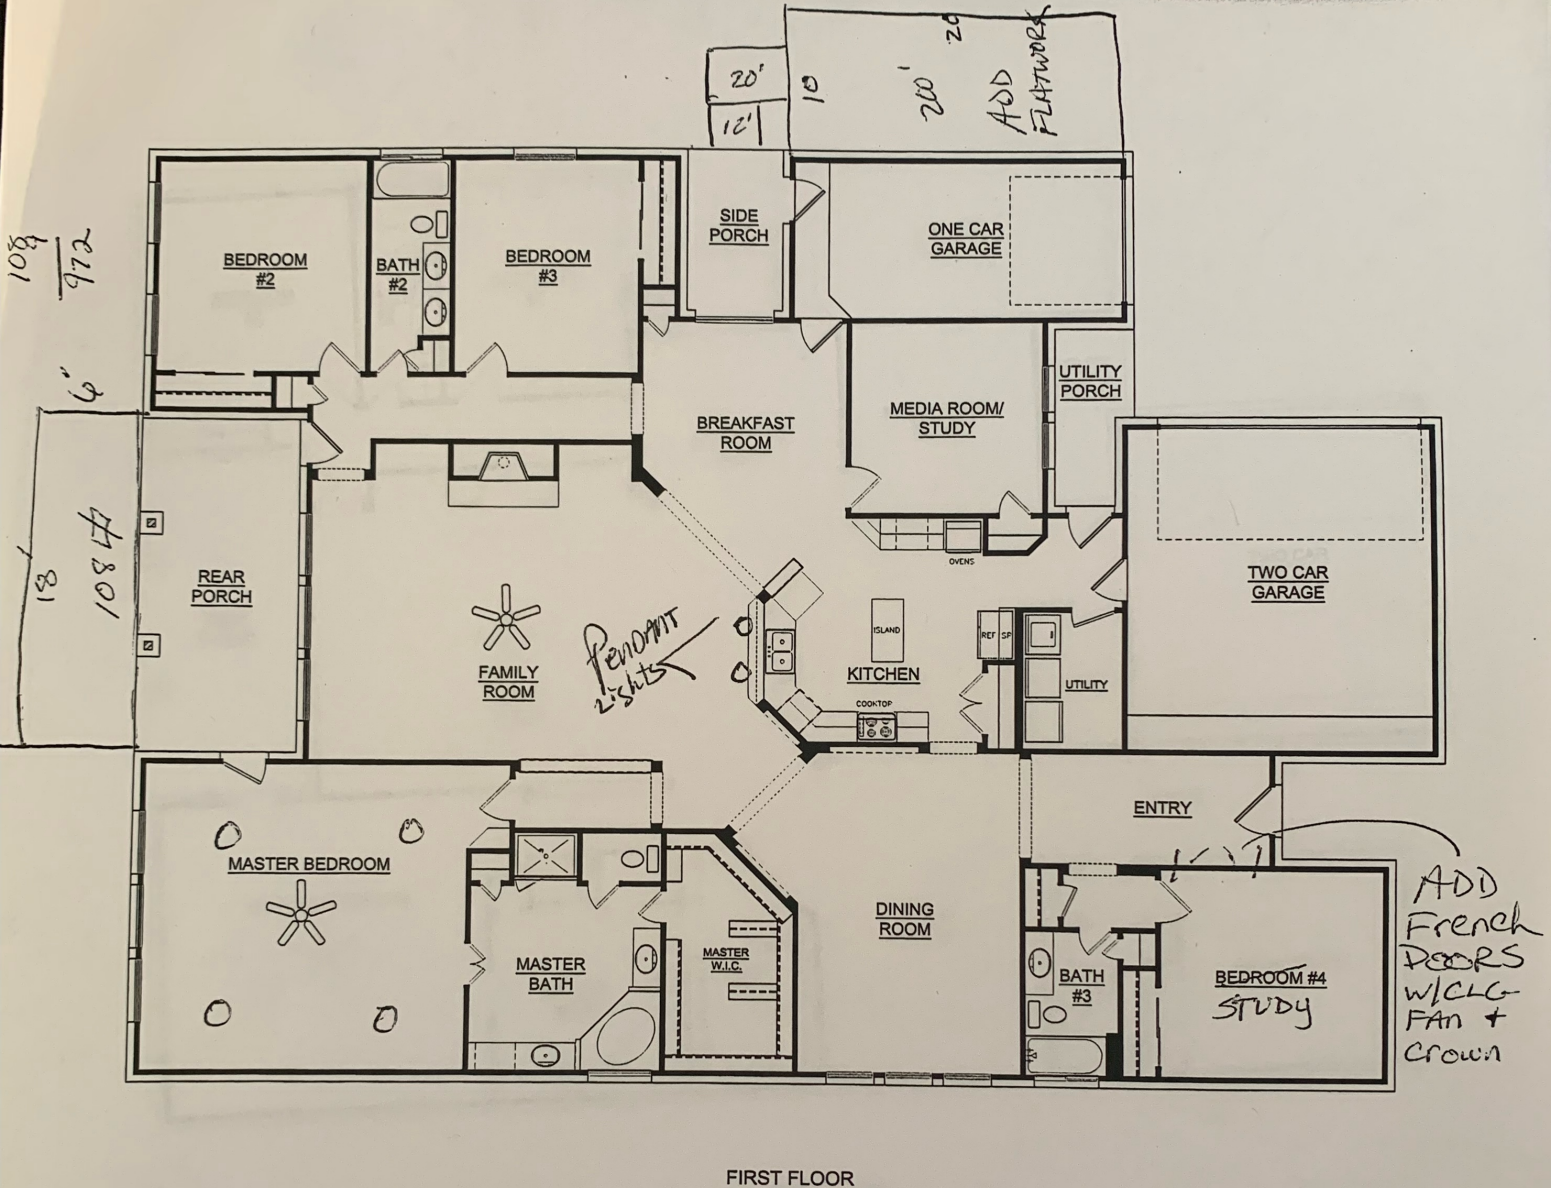 20'
12'
10
200'
20
ADD
FLATWORK
SIDE
PORCH
ONE CAR
GARAGE
BEDROOM
#2
BATH
#2
BEDROOM
#3
108
9
972
6"
UTILITY
PORCH
BREAKFAST
ROOM
MEDIA ROOM/
STUDY
18'
108
REAR
PORCH
OVENS
TWO CAR
GARAGE
PENDANT
Lights
FAMILY
ROOM
ISLAND
REF
SP
KITCHEN
COOKTOP
UTILITY
ENTRY
MASTER BEDROOM
DINING
ROOM
MASTER
BATH
MASTER
W.I.C.
BATH
#3
BEDROOM #4
STUDY
ADD
French
DOORS
W/CLG
FAn +
Crown
FIRST FLOOR